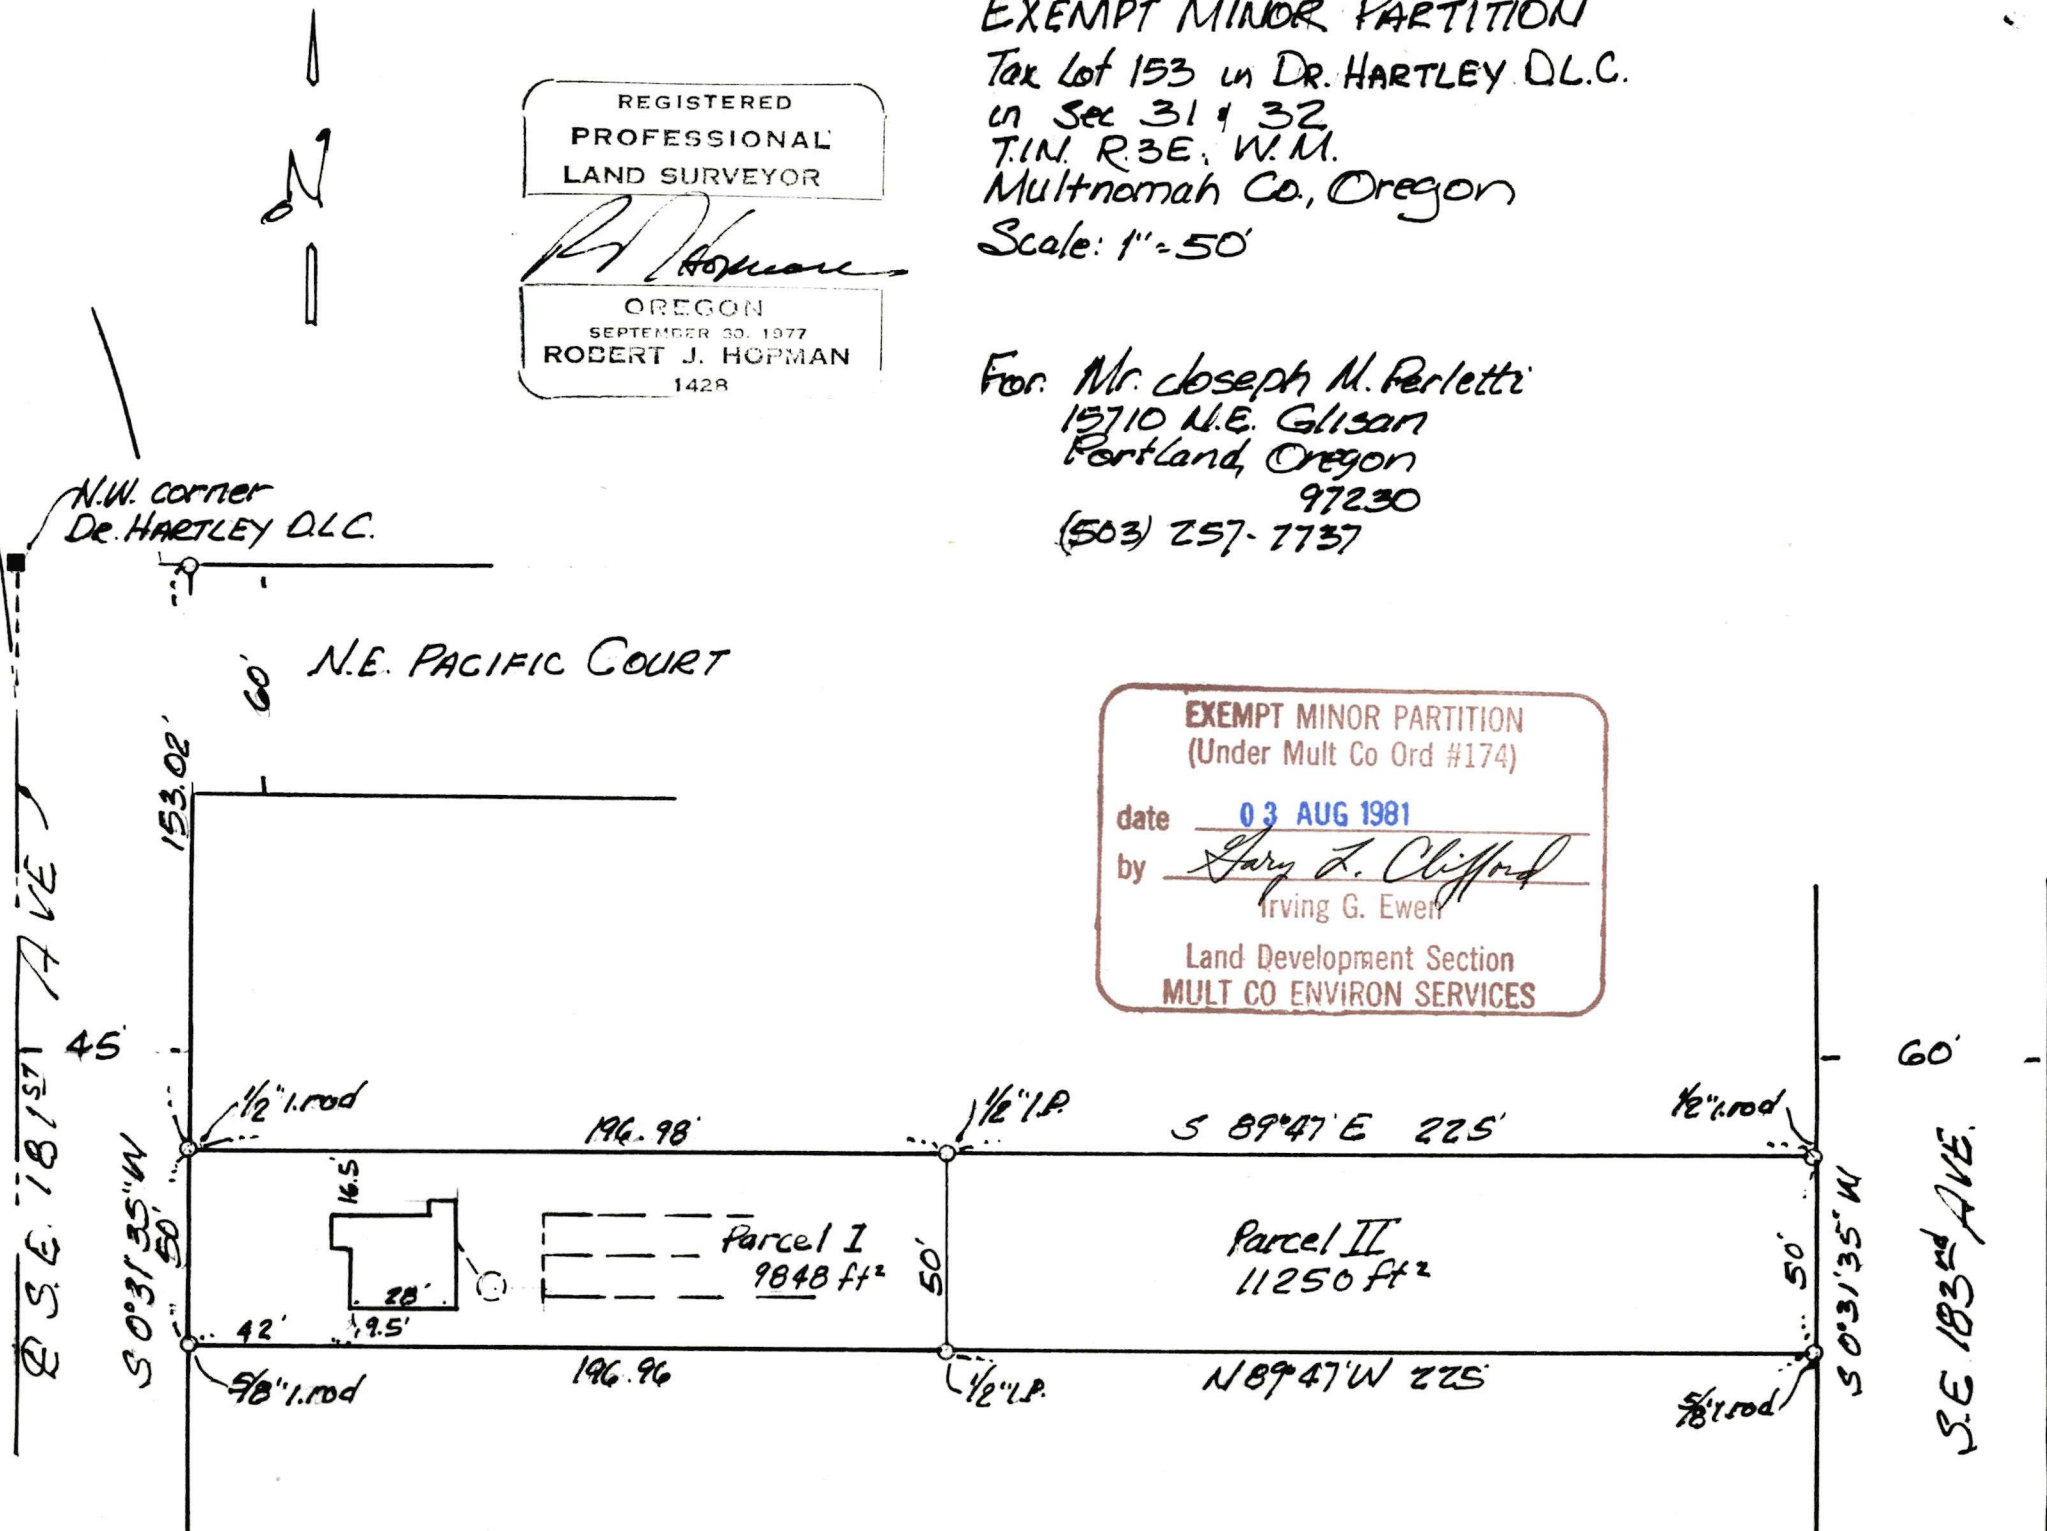 EXEMPT MINOR PARTITION
Tax Lot 153 in DR. HARTLEY D.L.C.
in Sec 31 & 32
T.1N. R.3E. W.M.
Multnomah Co., Oregon
Scale: 1"=50'
N
REGISTERED
PROFESSIONAL
LAND SURVEYOR
OREGON
SEPTEMBER 30, 1977
ROBERT J. HOPMAN
1428
For: Mr. Joseph M. Perletti
15710 N.E. Glisan
Portland, Oregon
97230
(503) 257-7737
N.W. corner
DR. HARTLEY D.L.C.
60'
N.E. PACIFIC COURT
153.02'
EXEMPT MINOR PARTITION
(Under Mult Co Ord #174)
date 03 AUG 1981
by Gary L. Clifford
Irving G. Ewen
Land Development Section
MULT CO ENVIRON SERVICES
45'
60'
℄ S.E. 181ST AVE
1/2" I.rod
196.98'
1/2" I.P.
S 89°47' E 225'
1/2" I.rod
S 0°31'35" W
50'
16.5
28'
Parcel I
9848 ft²
50'
Parcel II
11250 ft²
50'
S 0°31'35" W
S.E. 183rd AVE.
42'
9.5'
5/8" I.rod
196.96
1/2" I.P.
N 89°47' W 225'
5/8" I.rod